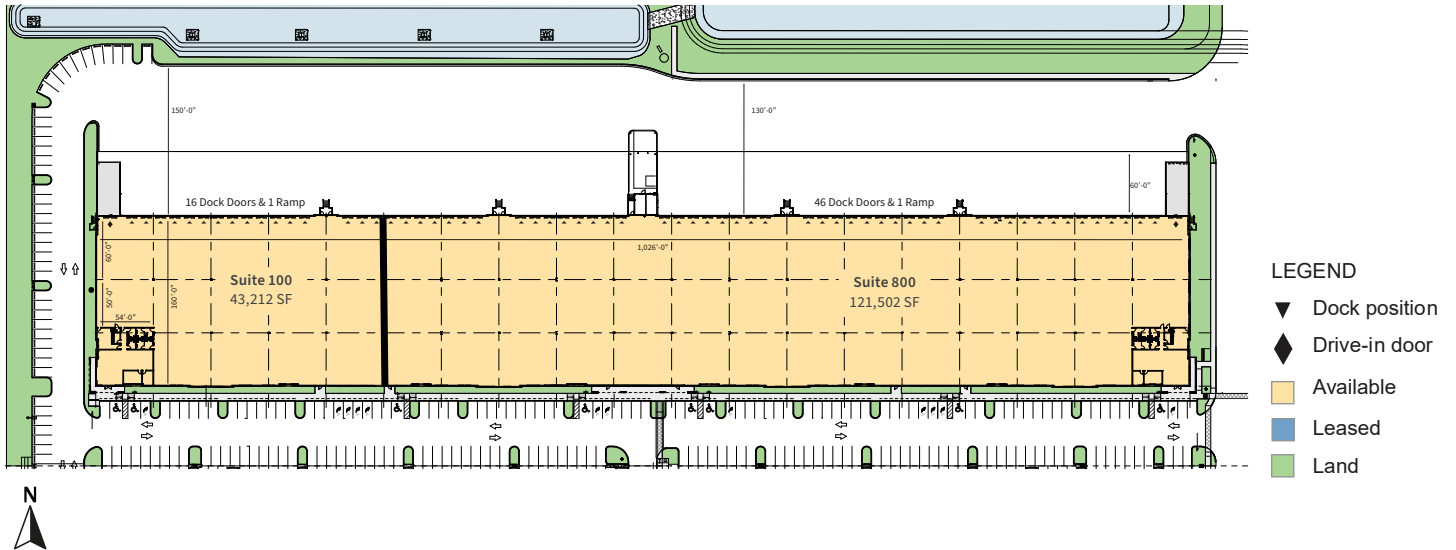 150'-0"
130'-0"
60'-0"
16 Dock Doors & 1 Ramp
46 Dock Doors & 1 Ramp
1,026'-0"
60'-0"
Suite 100
43,212 SF
Suite 800
121,502 SF
50'-0"
160'-0"
54'-0"
LEGEND
Dock position
Drive-in door
Available
Leased
Land
N